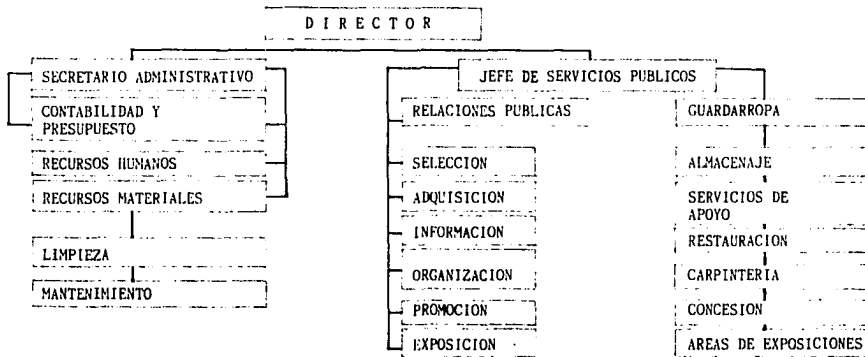 DIRECTOR
SECRETARIO ADMINISTRATIVO
CONTABILIDAD Y
PRESUPUESTO
RECURSOS HUMANOS
RECURSOS MATERIALES
LIMPIEZA
MANTENIMIENTO
JEFE DE SERVICIOS PUBLICOS
RELACIONES PUBLICAS
SELECCION
ADQUISICION
INFORMACION
ORGANIZACION
PROMOCION
EXPOSICION
GUARDARROPA
ALMACENAJE
SERVICIOS DE
APOYO
RESTAURACION
CARPINTERIA
CONCESION
AREAS DE EXPOSICIONES